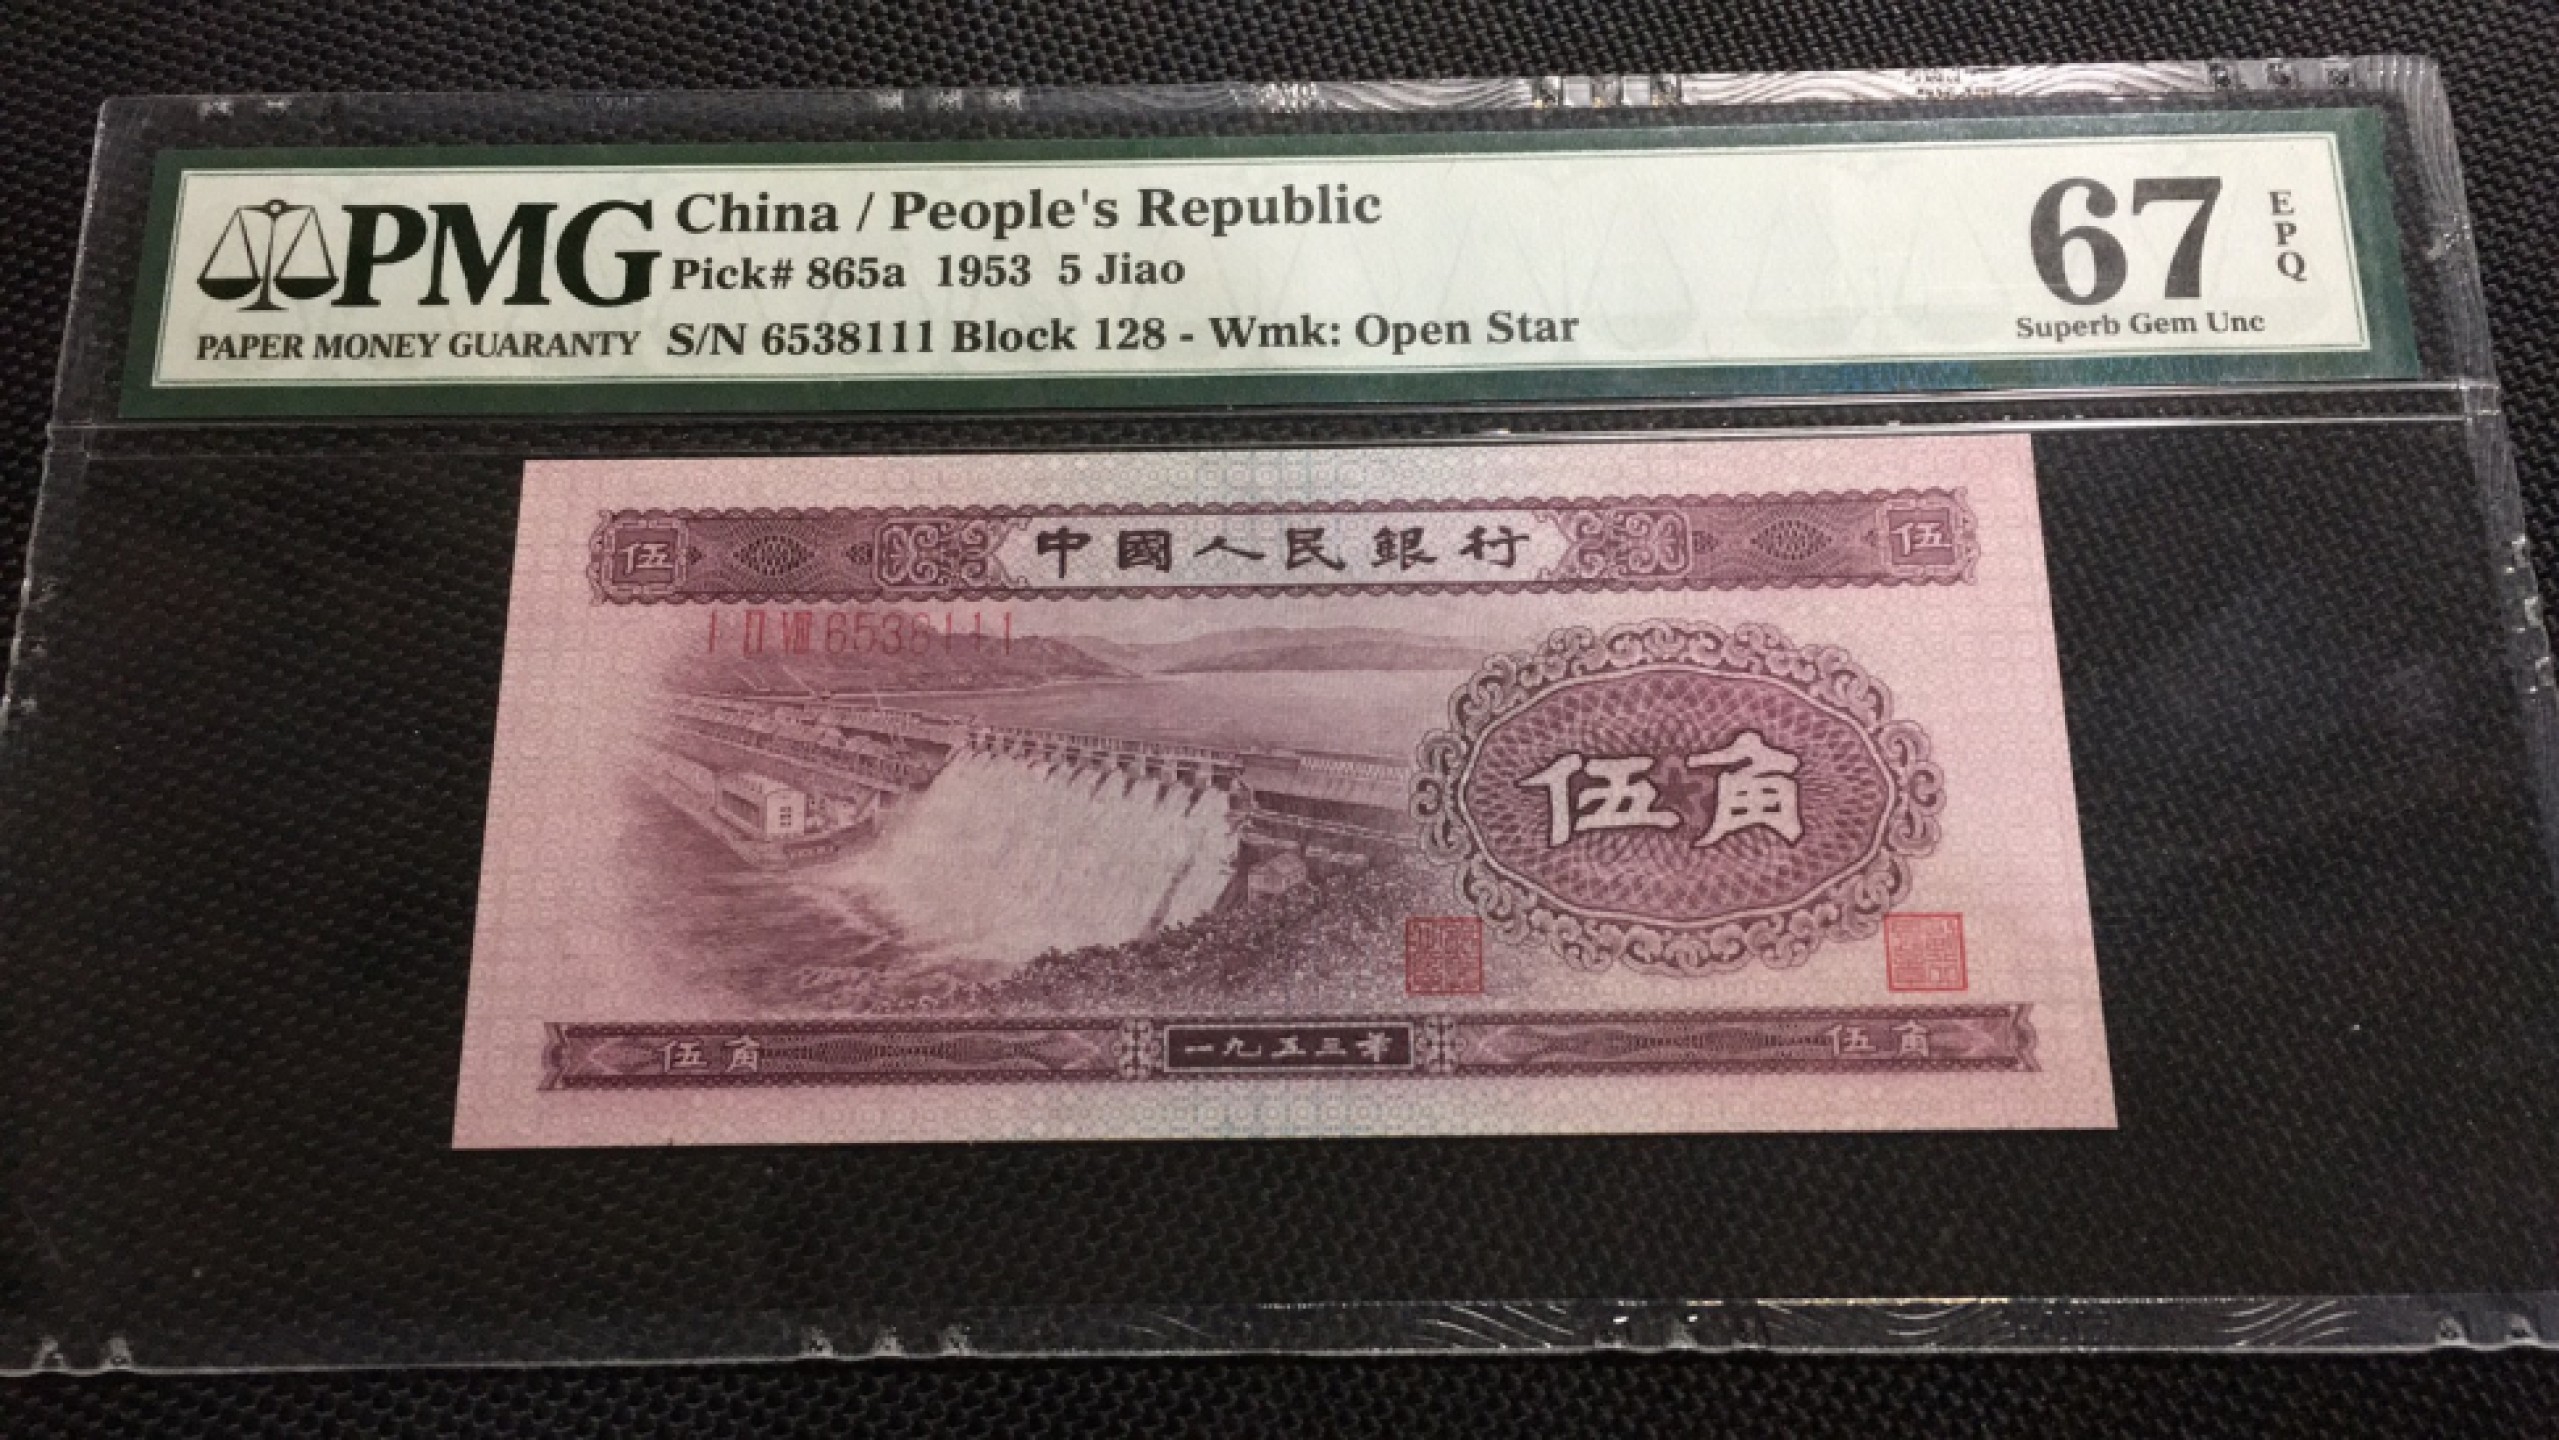 PMG
PAPER MONEY GUARANTY
China / People's Republic
Pick# 865a 1953 5 Jiao
S/N 6538111 Block 128 - Wmk: Open Star
67
EPQ
Superb Gem Unc
伍 中國人民銀行 伍
I II VIII 6538111
伍角
伍角 一九五三年 伍角